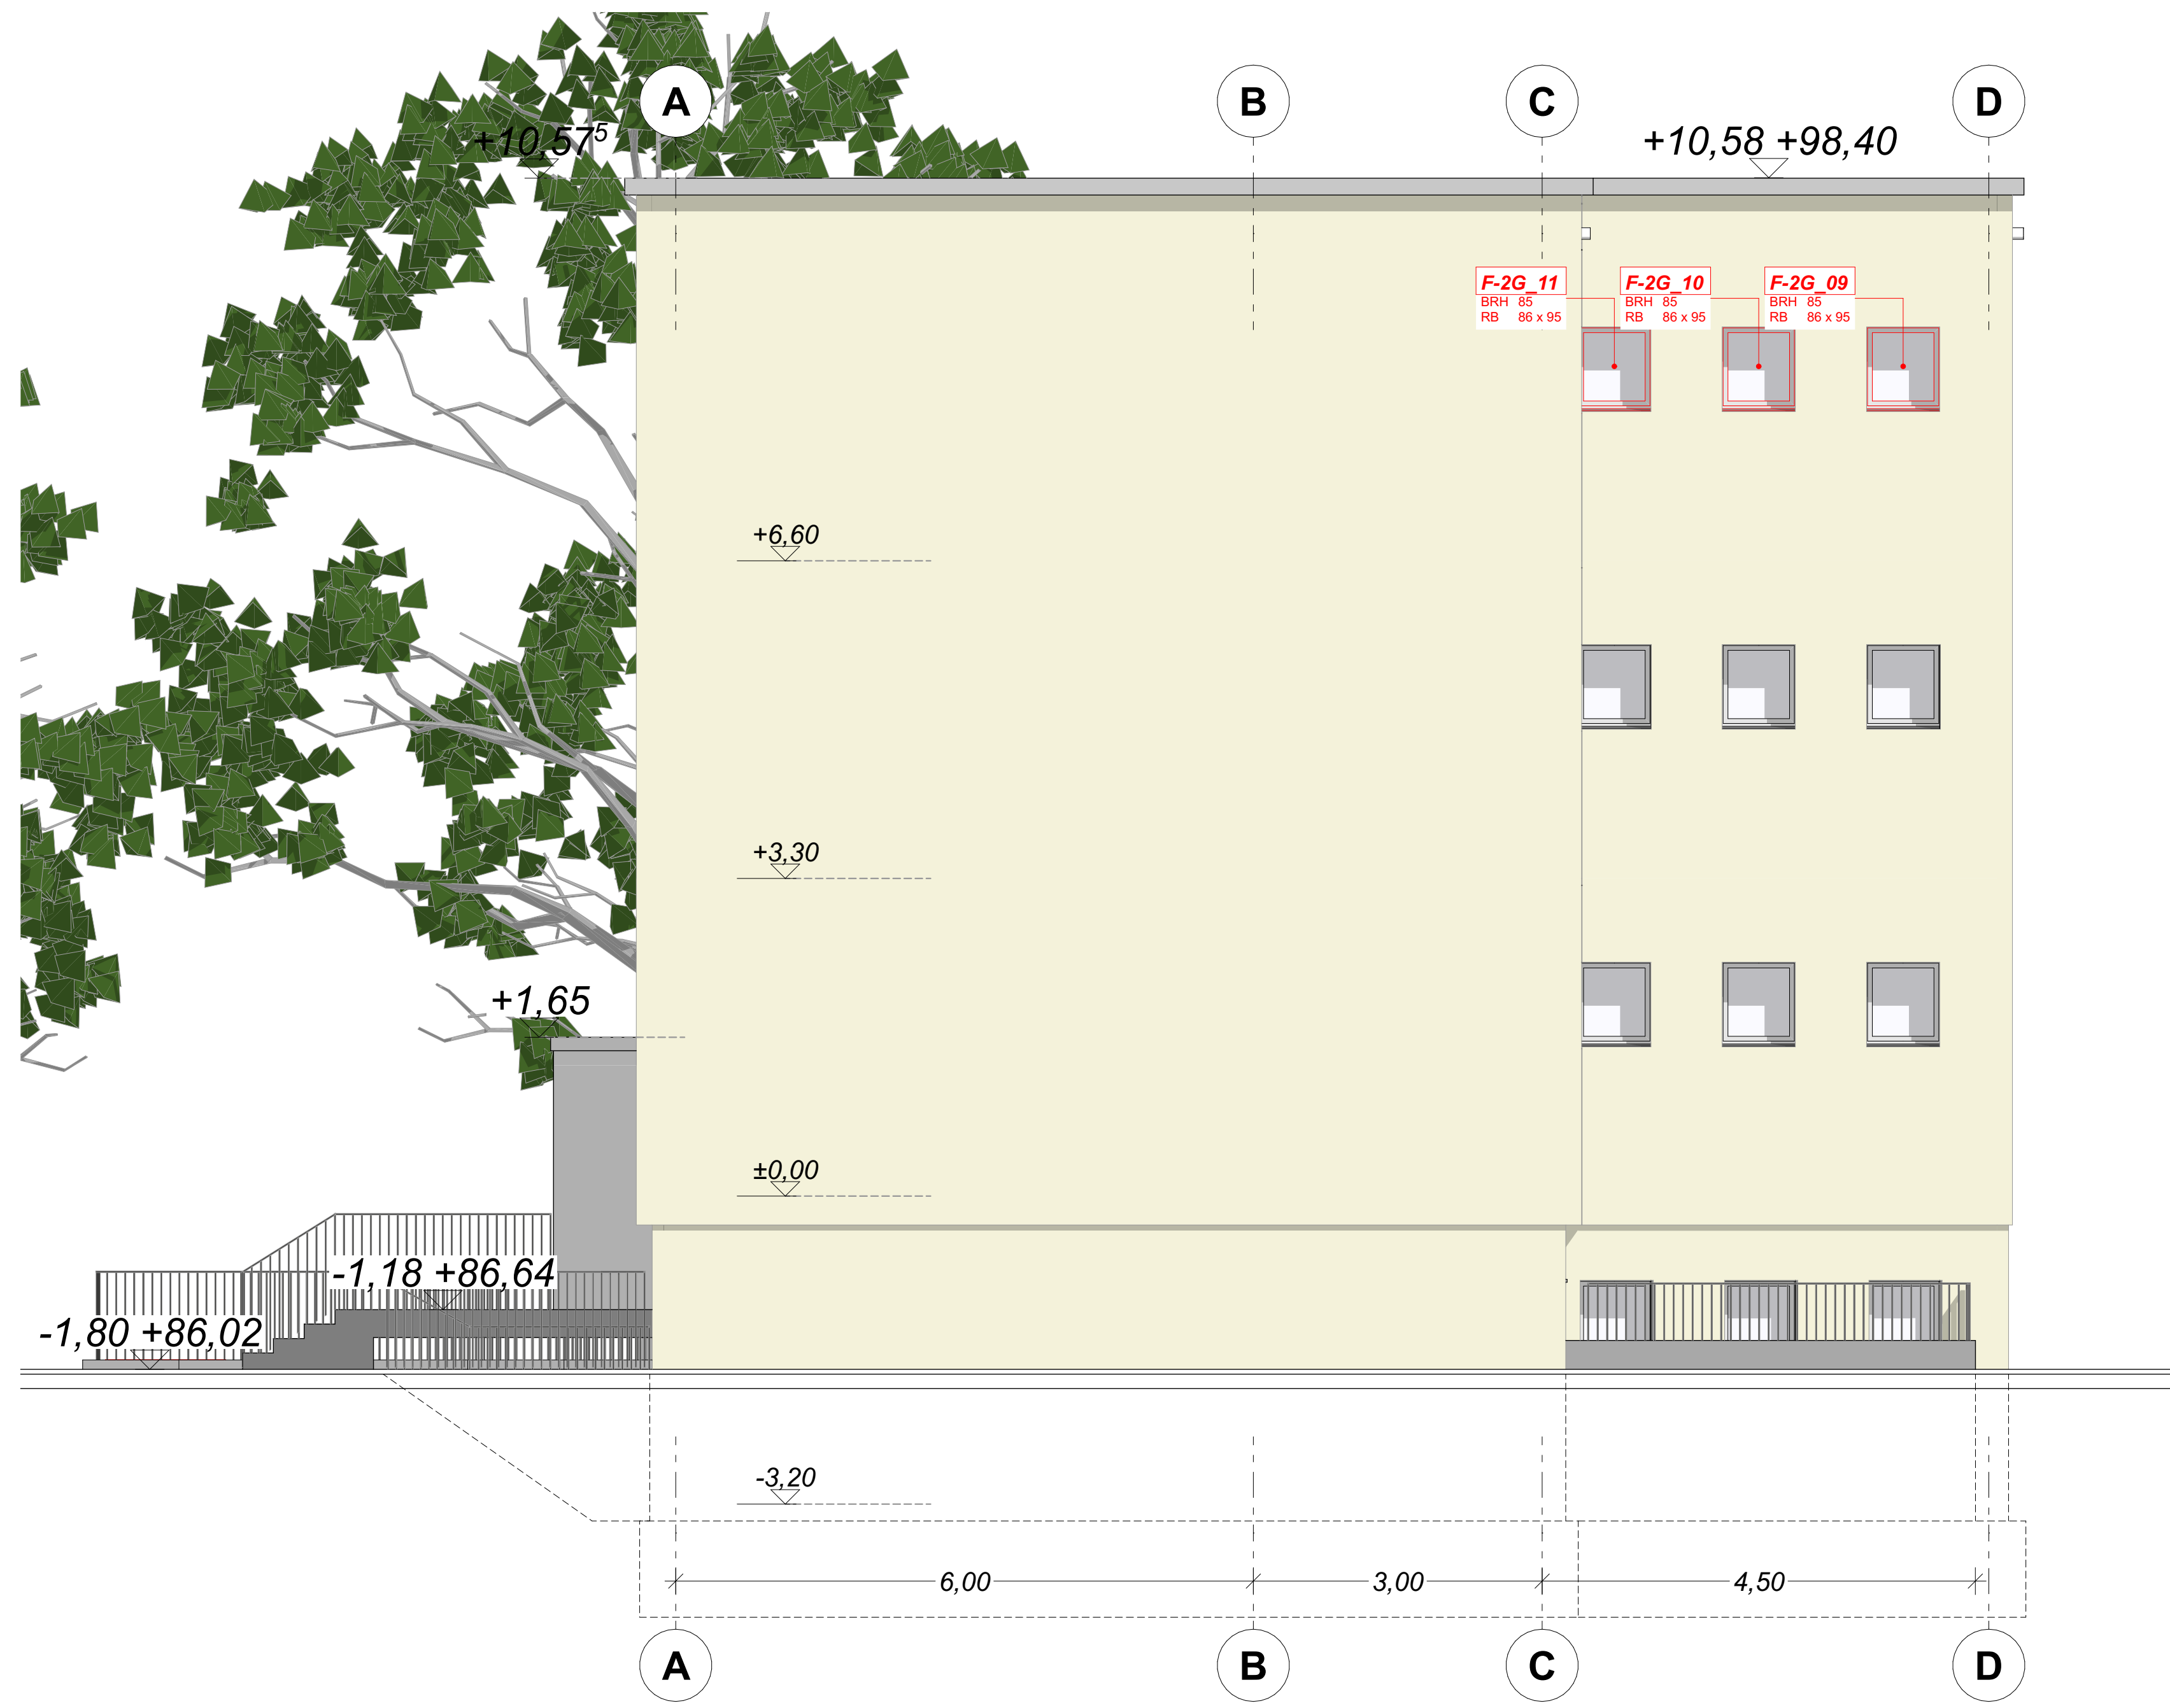 A
B
C
D
+10,57⁵
+10,58 +98,40
F-2G_11
BRH 85
RB 86 x 95
F-2G_10
BRH 85
RB 86 x 95
F-2G_09
BRH 85
RB 86 x 95
+6,60
+3,30
+1,65
±0,00
-1,18 +86,64
-1,80 +86,02
-3,20
6,00
3,00
4,50
A
B
C
D